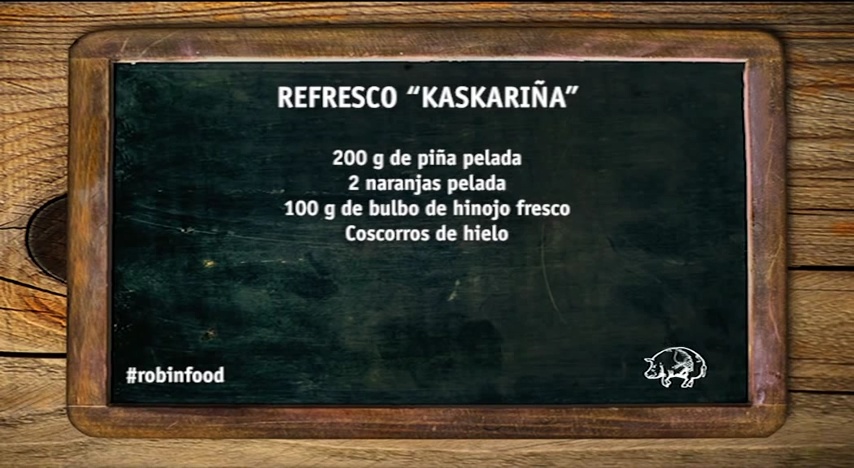 REFRESCO “KASKARIÑA”
200 g de piña pelada
2 naranjas pelada
100 g de bulbo de hinojo fresco
Coscorros de hielo
#robinfood